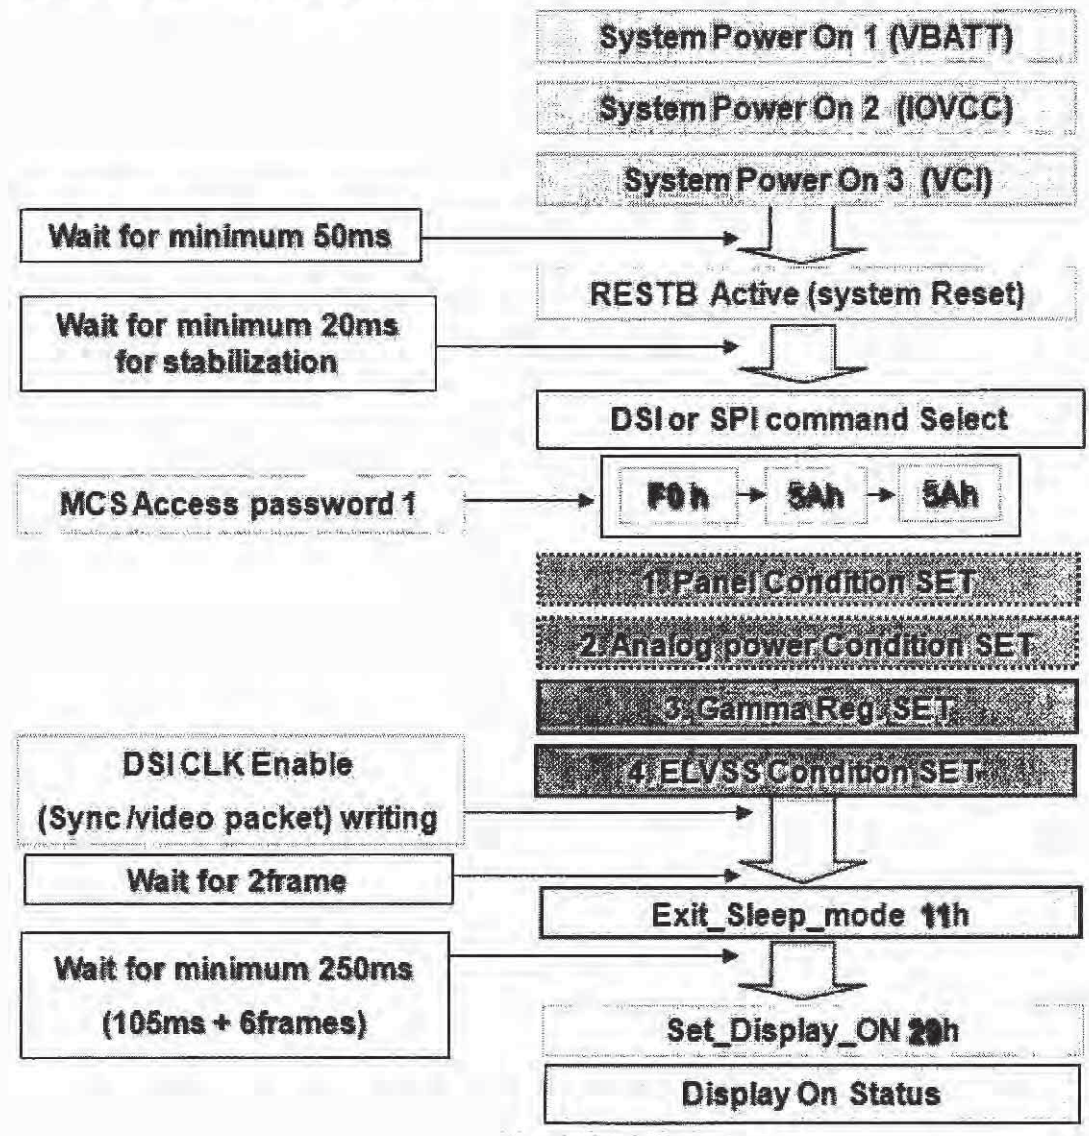 System Power On 1 (VBATT)
System Power On 2 (IOVCC)
System Power On 3 (VCI)
Wait for minimum 50ms
RESTB Active (system Reset)
Wait for minimum 20ms
for stabilization
DSI or SPI command Select
MCS Access password 1
F0 h
5Ah
5Ah
1. Panel Condition SET
2. Analog power Condition SET
3. Gamma Reg. SET
4. ELVSS Condition SET
DSI CLK Enable
(Sync /video packet) writing
Wait for 2frame
Exit_Sleep_mode 11h
Wait for minimum 250ms
(105ms + 6frames)
Set_Display_ON 29h
Display On Status